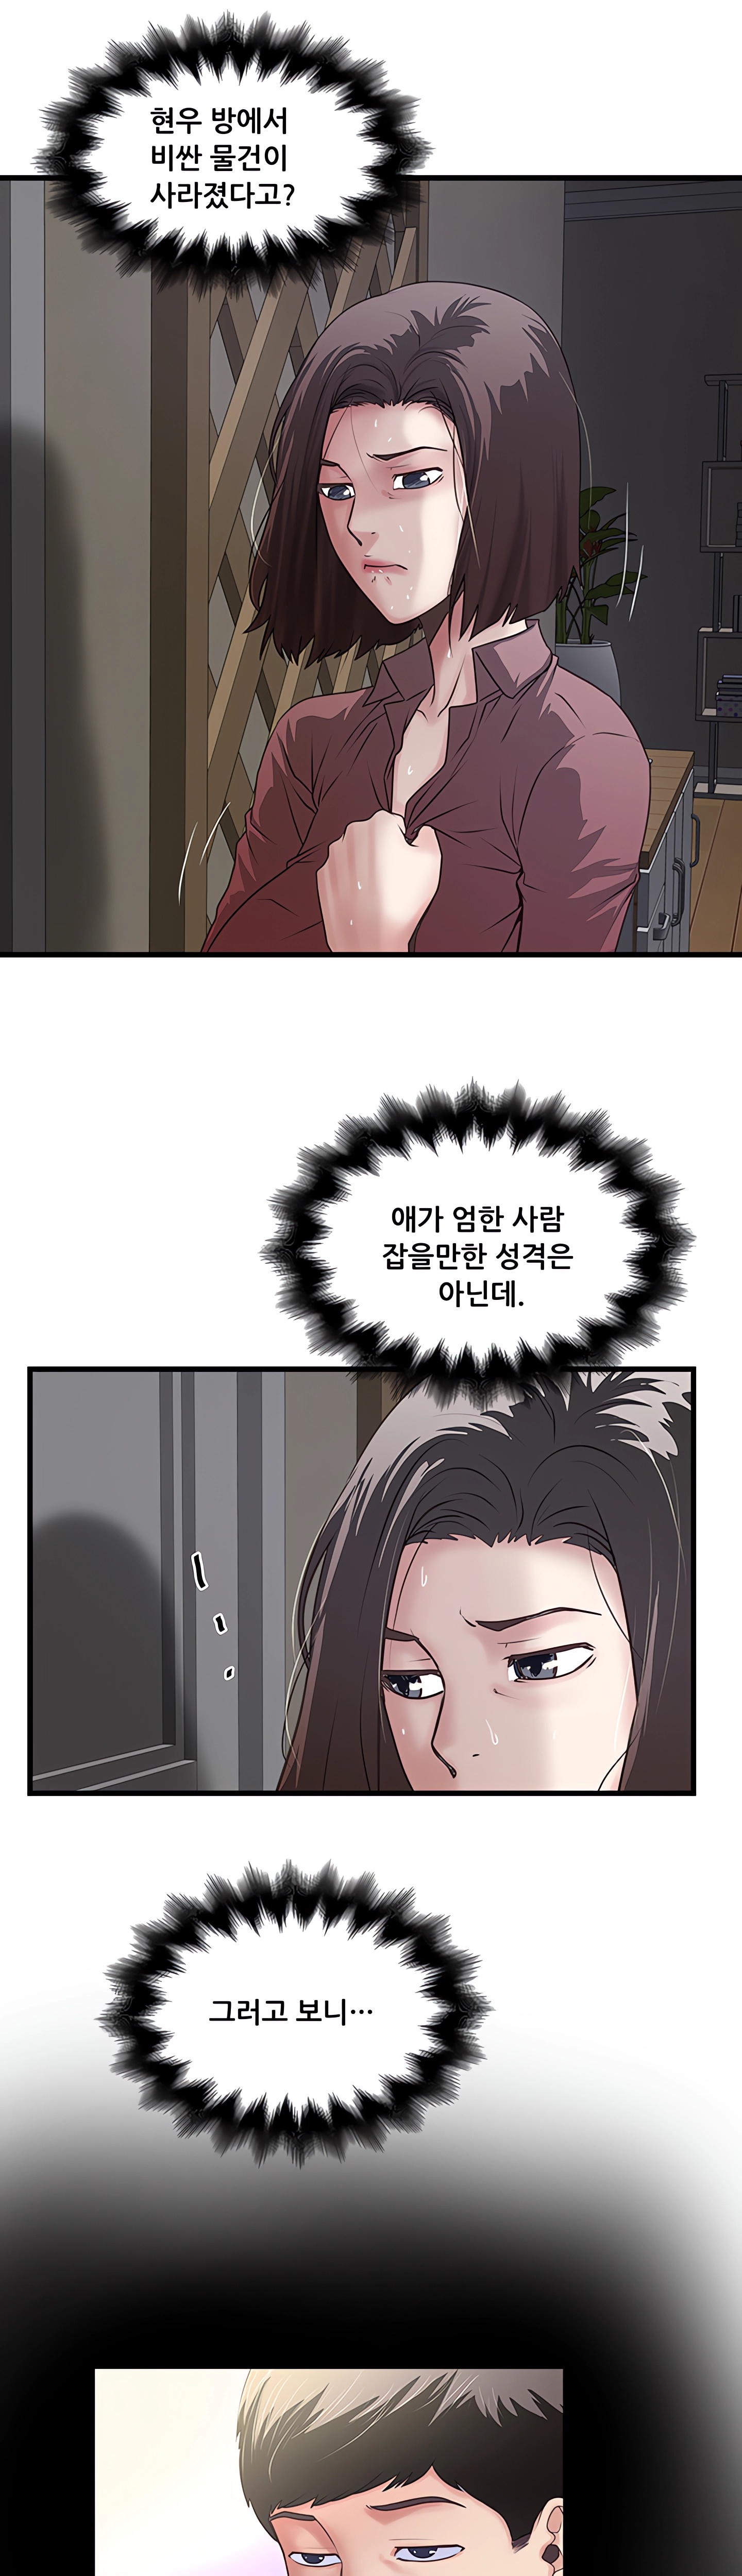 현우 방에서
비싼 물건이
사라졌다고?
애가 엄한 사람
잡을만한 성격은
아닌데.
그러고 보니…